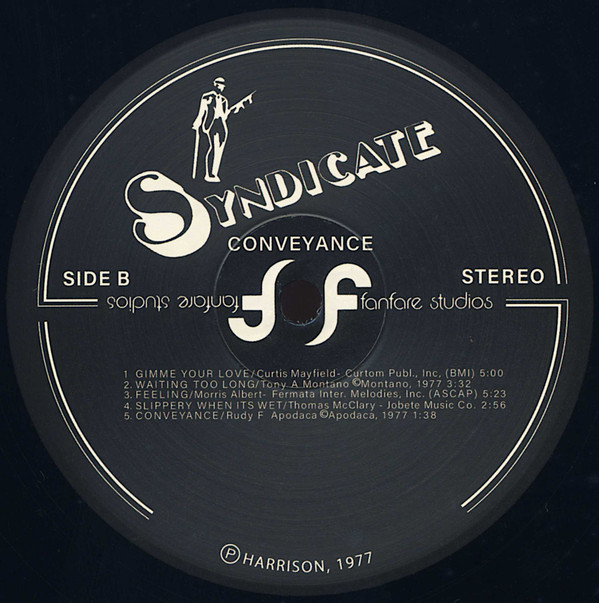 SYNDICATE
CONVEYANCE
SIDE B
STEREO
fanfare studios
fanfare studios
1 GIMME YOUR LOVE/Curtis Mayfield- Curtom Publ., Inc, (BMI) 5:00
2. WAITING TOO LONG/Tony A Montano ©Montano, 1977 3:32
3. FEELING/Morris Albert- Fermata Inter. Melodies, Inc. (ASCAP) 5:23
4. SLIPPERY WHEN ITS WET/Thomas McClary - Jobete Music Co. 2:56
5. CONVEYANCE/Rudy F Apodaca ©Apodaca, 1977 1:38
Ⓟ HARRISON, 1977